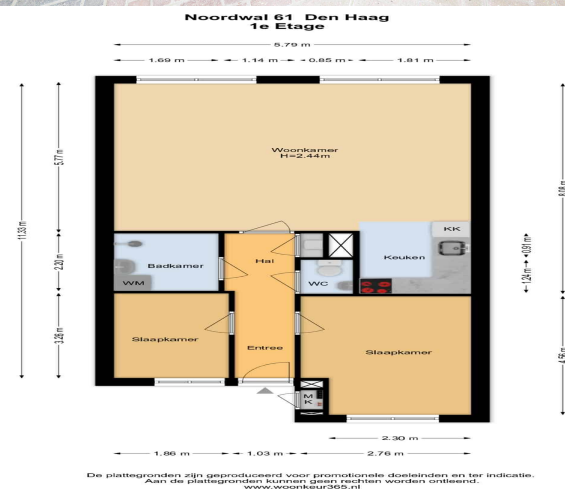 Noordwal 61 Den Haag
1e Etage
5.79 m
1.69 m 1.14 m 0.85 m 1.81 m
Woonkamer
H=2.44m
11.33 m
5.77 m
2.20 m
3.28 m
8.08 m
0.91 m
1.24 m
4.56 m
KK
Keuken
Hal
Badkamer
WM
WC
Slaapkamer
Entree
Slaapkamer
M
K
2.30 m
1.86 m 1.03 m 2.76 m
De plattegronden zijn geproduceerd voor promotionele doeleinden en ter indicatie.
Aan de plattegronden kunnen geen rechten worden ontleend.
www.woonkeur365.nl